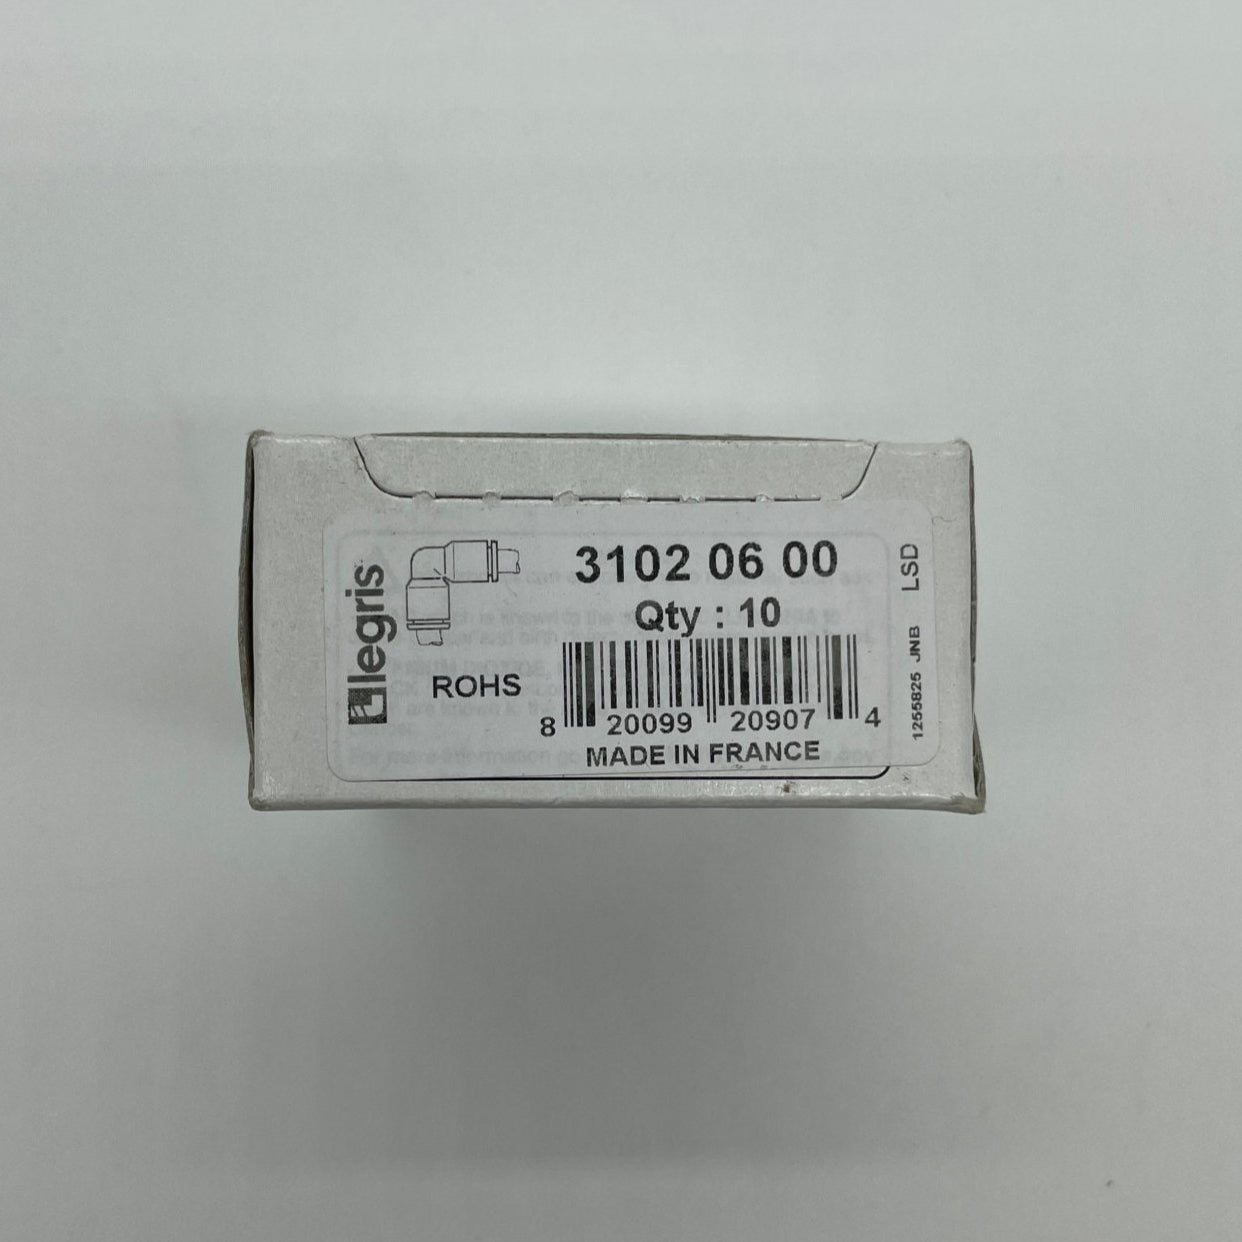 legris
3102 06 00
Qty : 10
ROHS
8 20099 20907 4
MADE IN FRANCE
1255825 JNB LSD